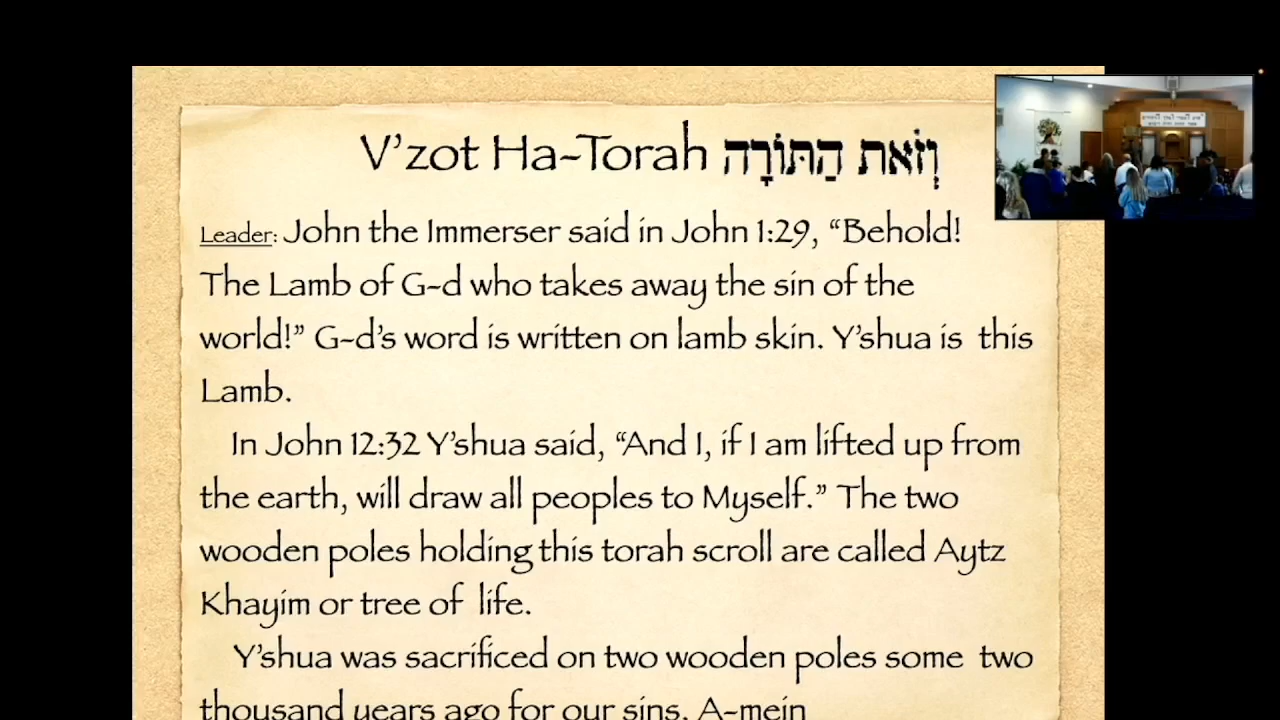 V'zot Ha-Torah וְזֹאת הַתּוֹרָה
Leader: John the Immerser said in John 1:29, “Behold!
The Lamb of G-d who takes away the sin of the
world!” G-d’s word is written on lamb skin. Y’shua is this
Lamb.
In John 12:32 Y’shua said, “And I, if I am lifted up from
the earth, will draw all peoples to Myself.” The two
wooden poles holding this torah scroll are called Aytz
Khayim or tree of life.
Y’shua was sacrificed on two wooden poles some two
thousand years ago for our sins. A-mein